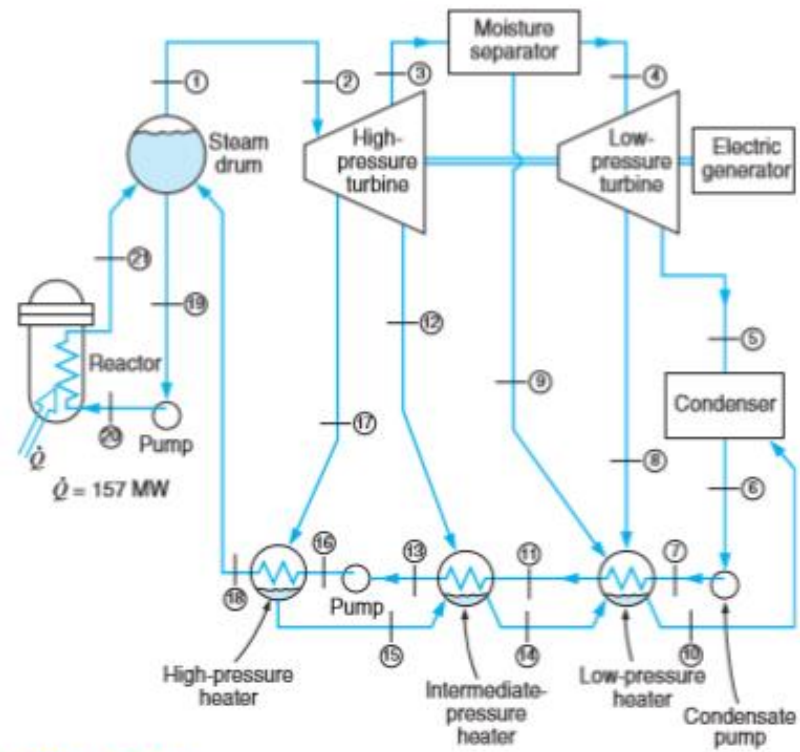 Moisture
separator
①
②
③
④
Steam
drum
High-
pressure
turbine
Low-
pressure
turbine
Electric
generator
㉑
⑲
⑫
⑤
Reactor
⑨
Condenser
⑳
Pump
⑰
Q̇
Q̇ = 157 MW
⑧
⑥
⑯
⑬
⑪
⑦
⑱
Pump
⑮
⑭
⑩
High-pressure
heater
Intermediate-
pressure
heater
Low-pressure
heater
Condensate
pump